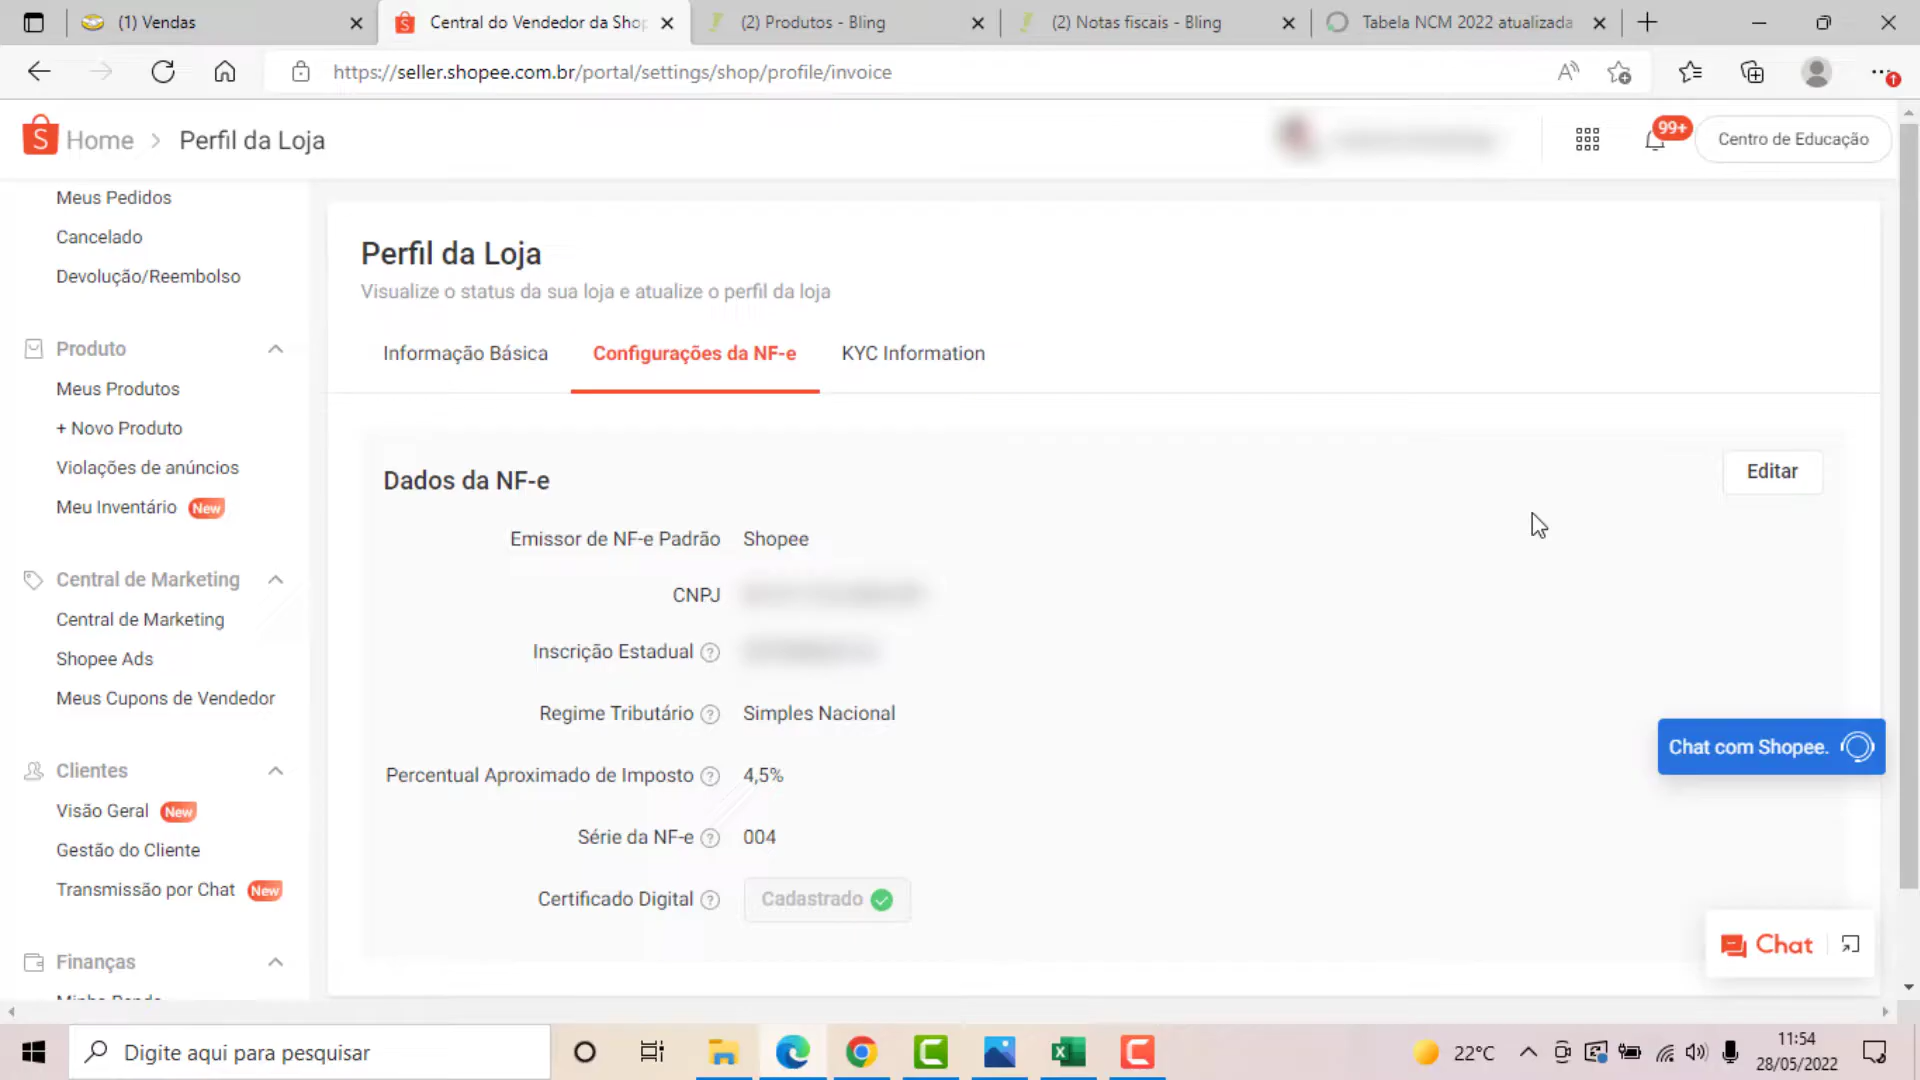 (1) Vendas
Central do Vendedor da Shop
(2) Produtos - Bling
(2) Notas fiscais - Bling
Tabela NCM 2022 atualizada
https://seller.shopee.com.br/portal/settings/shop/profile/invoice
Home > Perfil da Loja
99+
Centro de Educação
Meus Pedidos
Cancelado
Devolução/Reembolso
Produto
Meus Produtos
+ Novo Produto
Violações de anúncios
Meu Inventário New
Central de Marketing
Central de Marketing
Shopee Ads
Meus Cupons de Vendedor
Clientes
Visão Geral New
Gestão do Cliente
Transmissão por Chat New
Finanças
Perfil da Loja
Visualize o status da sua loja e atualize o perfil da loja
Informação Básica
Configurações da NF-e
KYC Information
Dados da NF-e
Editar
Emissor de NF-e Padrão Shopee
CNPJ
Inscrição Estadual
Regime Tributário Simples Nacional
Percentual Aproximado de Imposto 4,5%
Série da NF-e 004
Certificado Digital Cadastrado
Chat com Shopee.
Chat
Digite aqui para pesquisar
22°C
11:54
28/05/2022